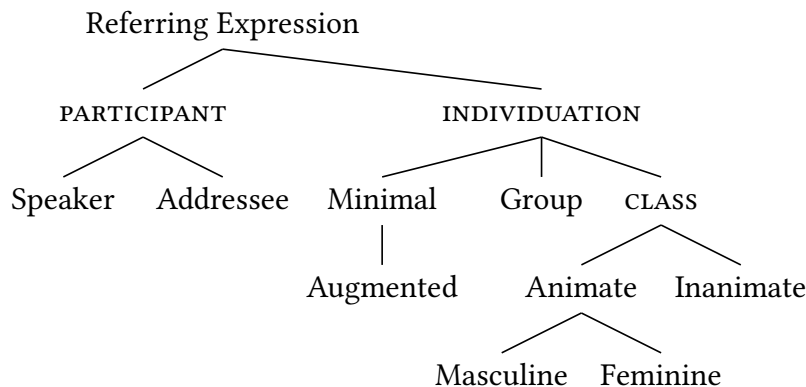 Referring Expression
PARTICIPANT INDIVIDUATION
Speaker Addressee Minimal Group CLASS
Augmented Animate Inanimate
Masculine Feminine